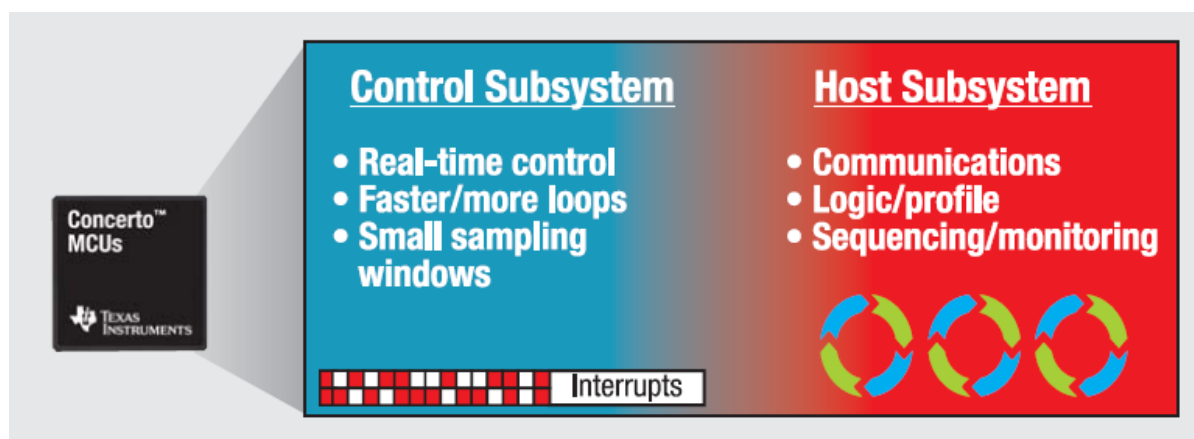 Concerto™
MCUs
TEXAS
INSTRUMENTS
Control Subsystem
• Real-time control
• Faster/more loops
• Small sampling
windows
Interrupts
Host Subsystem
• Communications
• Logic/profile
• Sequencing/monitoring